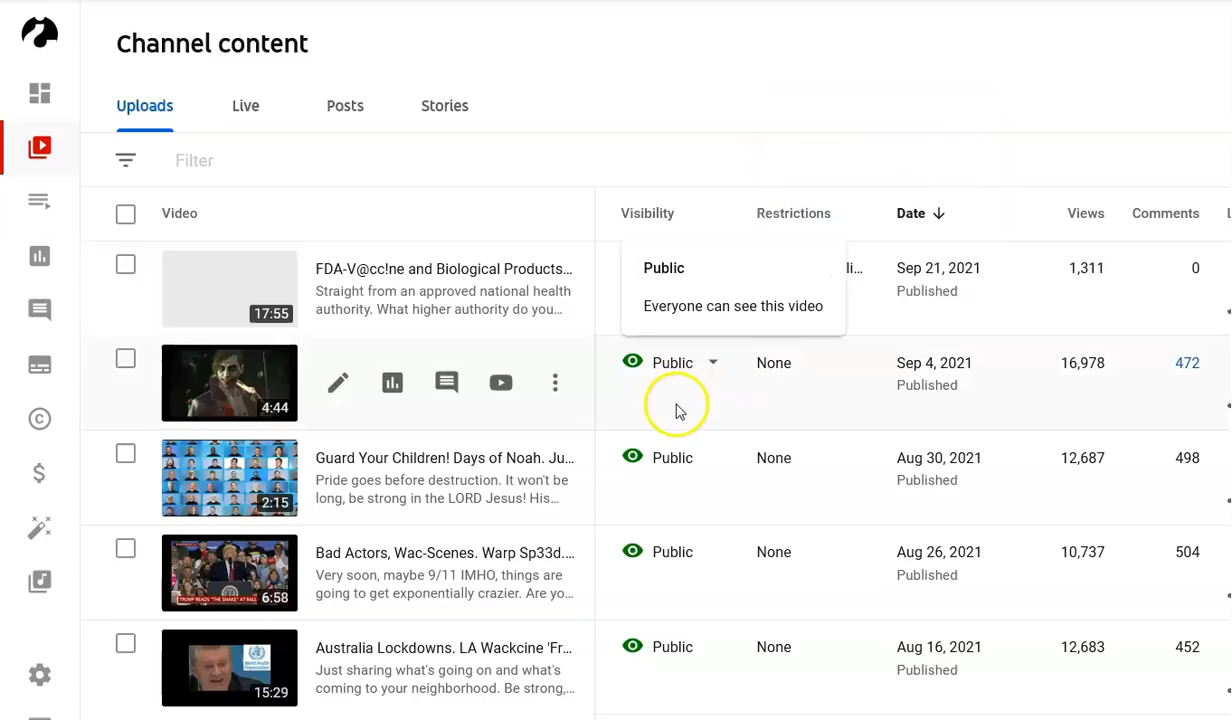 Channel content
Uploads Live Posts Stories
Filter
Video Visibility Restrictions Date Views Comments
FDA-V@cc!ne and Biological Products...
Straight from an approved national health
authority. What higher authority do you...
17:55
Public
Everyone can see this video
Sep 21, 2021 1,311 0
Published
4:44
Public None Sep 4, 2021 16,978 472
Published
Guard Your Children! Days of Noah. Ju...
Pride goes before destruction. It won't be
long, be strong in the LORD Jesus! His...
2:15
Public None Aug 30, 2021 12,687 498
Published
Bad Actors, Wac-Scenes. Warp Sp33d....
Very soon, maybe 9/11 IMHO, things are
going to get exponentially crazier. Are yo...
TRUMP READS "THE SNAKE" AT RALL
6:58
Public None Aug 26, 2021 10,737 504
Published
Australia Lockdowns. LA Wackcine 'Fr...
Just sharing what's going on and what's
coming to your neighborhood. Be strong,...
15:29
Public None Aug 16, 2021 12,683 452
Published